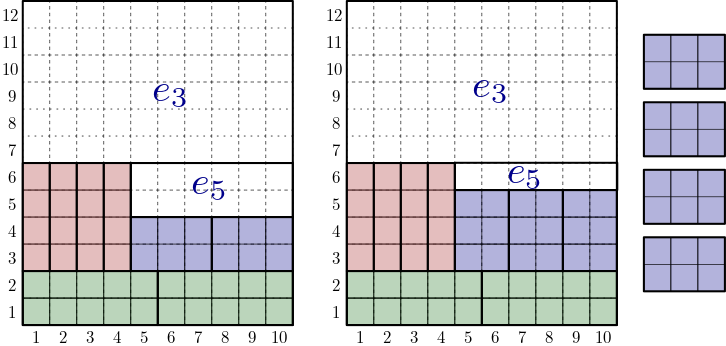 12 12
11 11
10 10
9 e₃ 9 e₃
8 8
7 7
6 6 e₅
5 e₅ 5
4 4
3 3
2 2
1 1
1 2 3 4 5 6 7 8 9 10 1 2 3 4 5 6 7 8 9 10